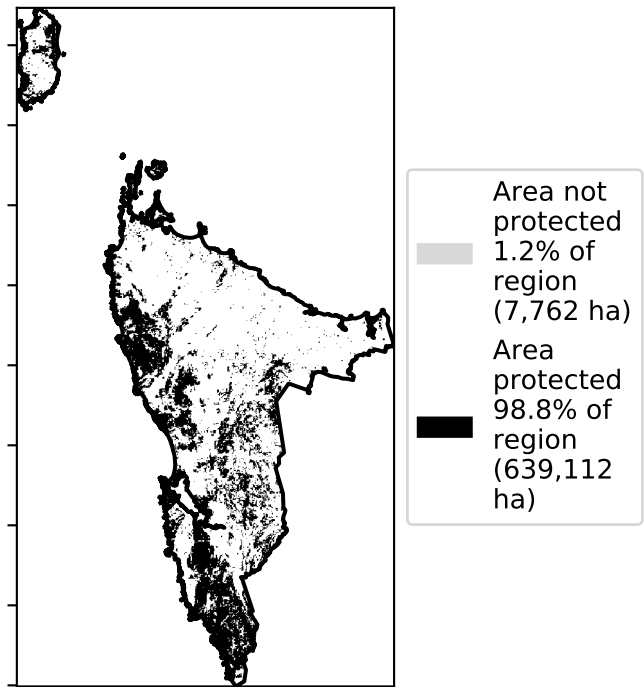 Area not
protected
1.2% of
region
(7,762 ha)
Area
protected
98.8% of
region
(639,112
ha)